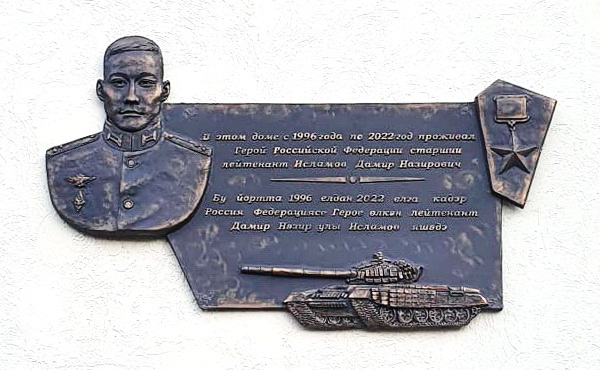 В этом доме с 1996 года по 2022 год проживал
Герой Российской Федерации старший
лейтенант Исламов Дамир Назирович
Бу йортта 1996 елдан 2022 елга кадәр
Россия Федерациясе Герое өлкән лейтенант
Дамир Нәзир улы Исламов яшәде